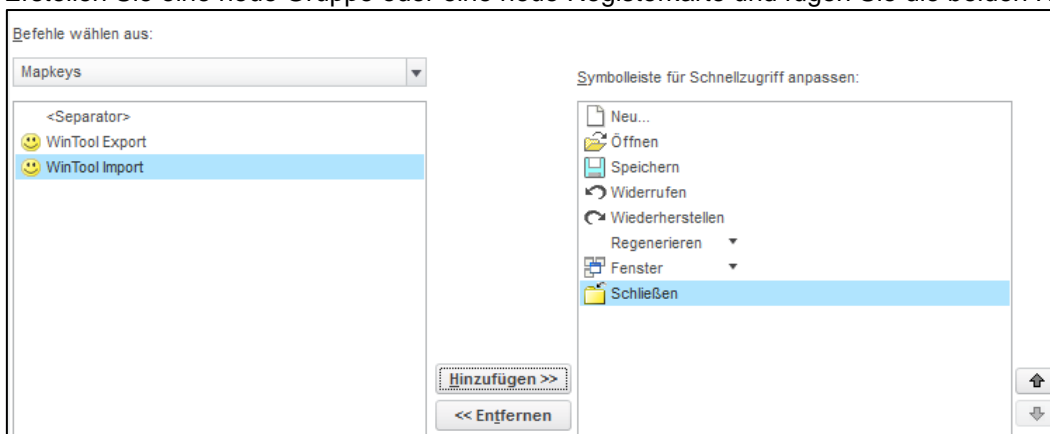 Befehle wählen aus:
Mapkeys
<Separator>
WinTool Export
WinTool Import
Hinzufügen >>
<< Entfernen
Symbolleiste für Schnellzugriff anpassen:
Neu...
Öffnen
Speichern
Widerrufen
Wiederherstellen
Regenerieren
Fenster
Schließen